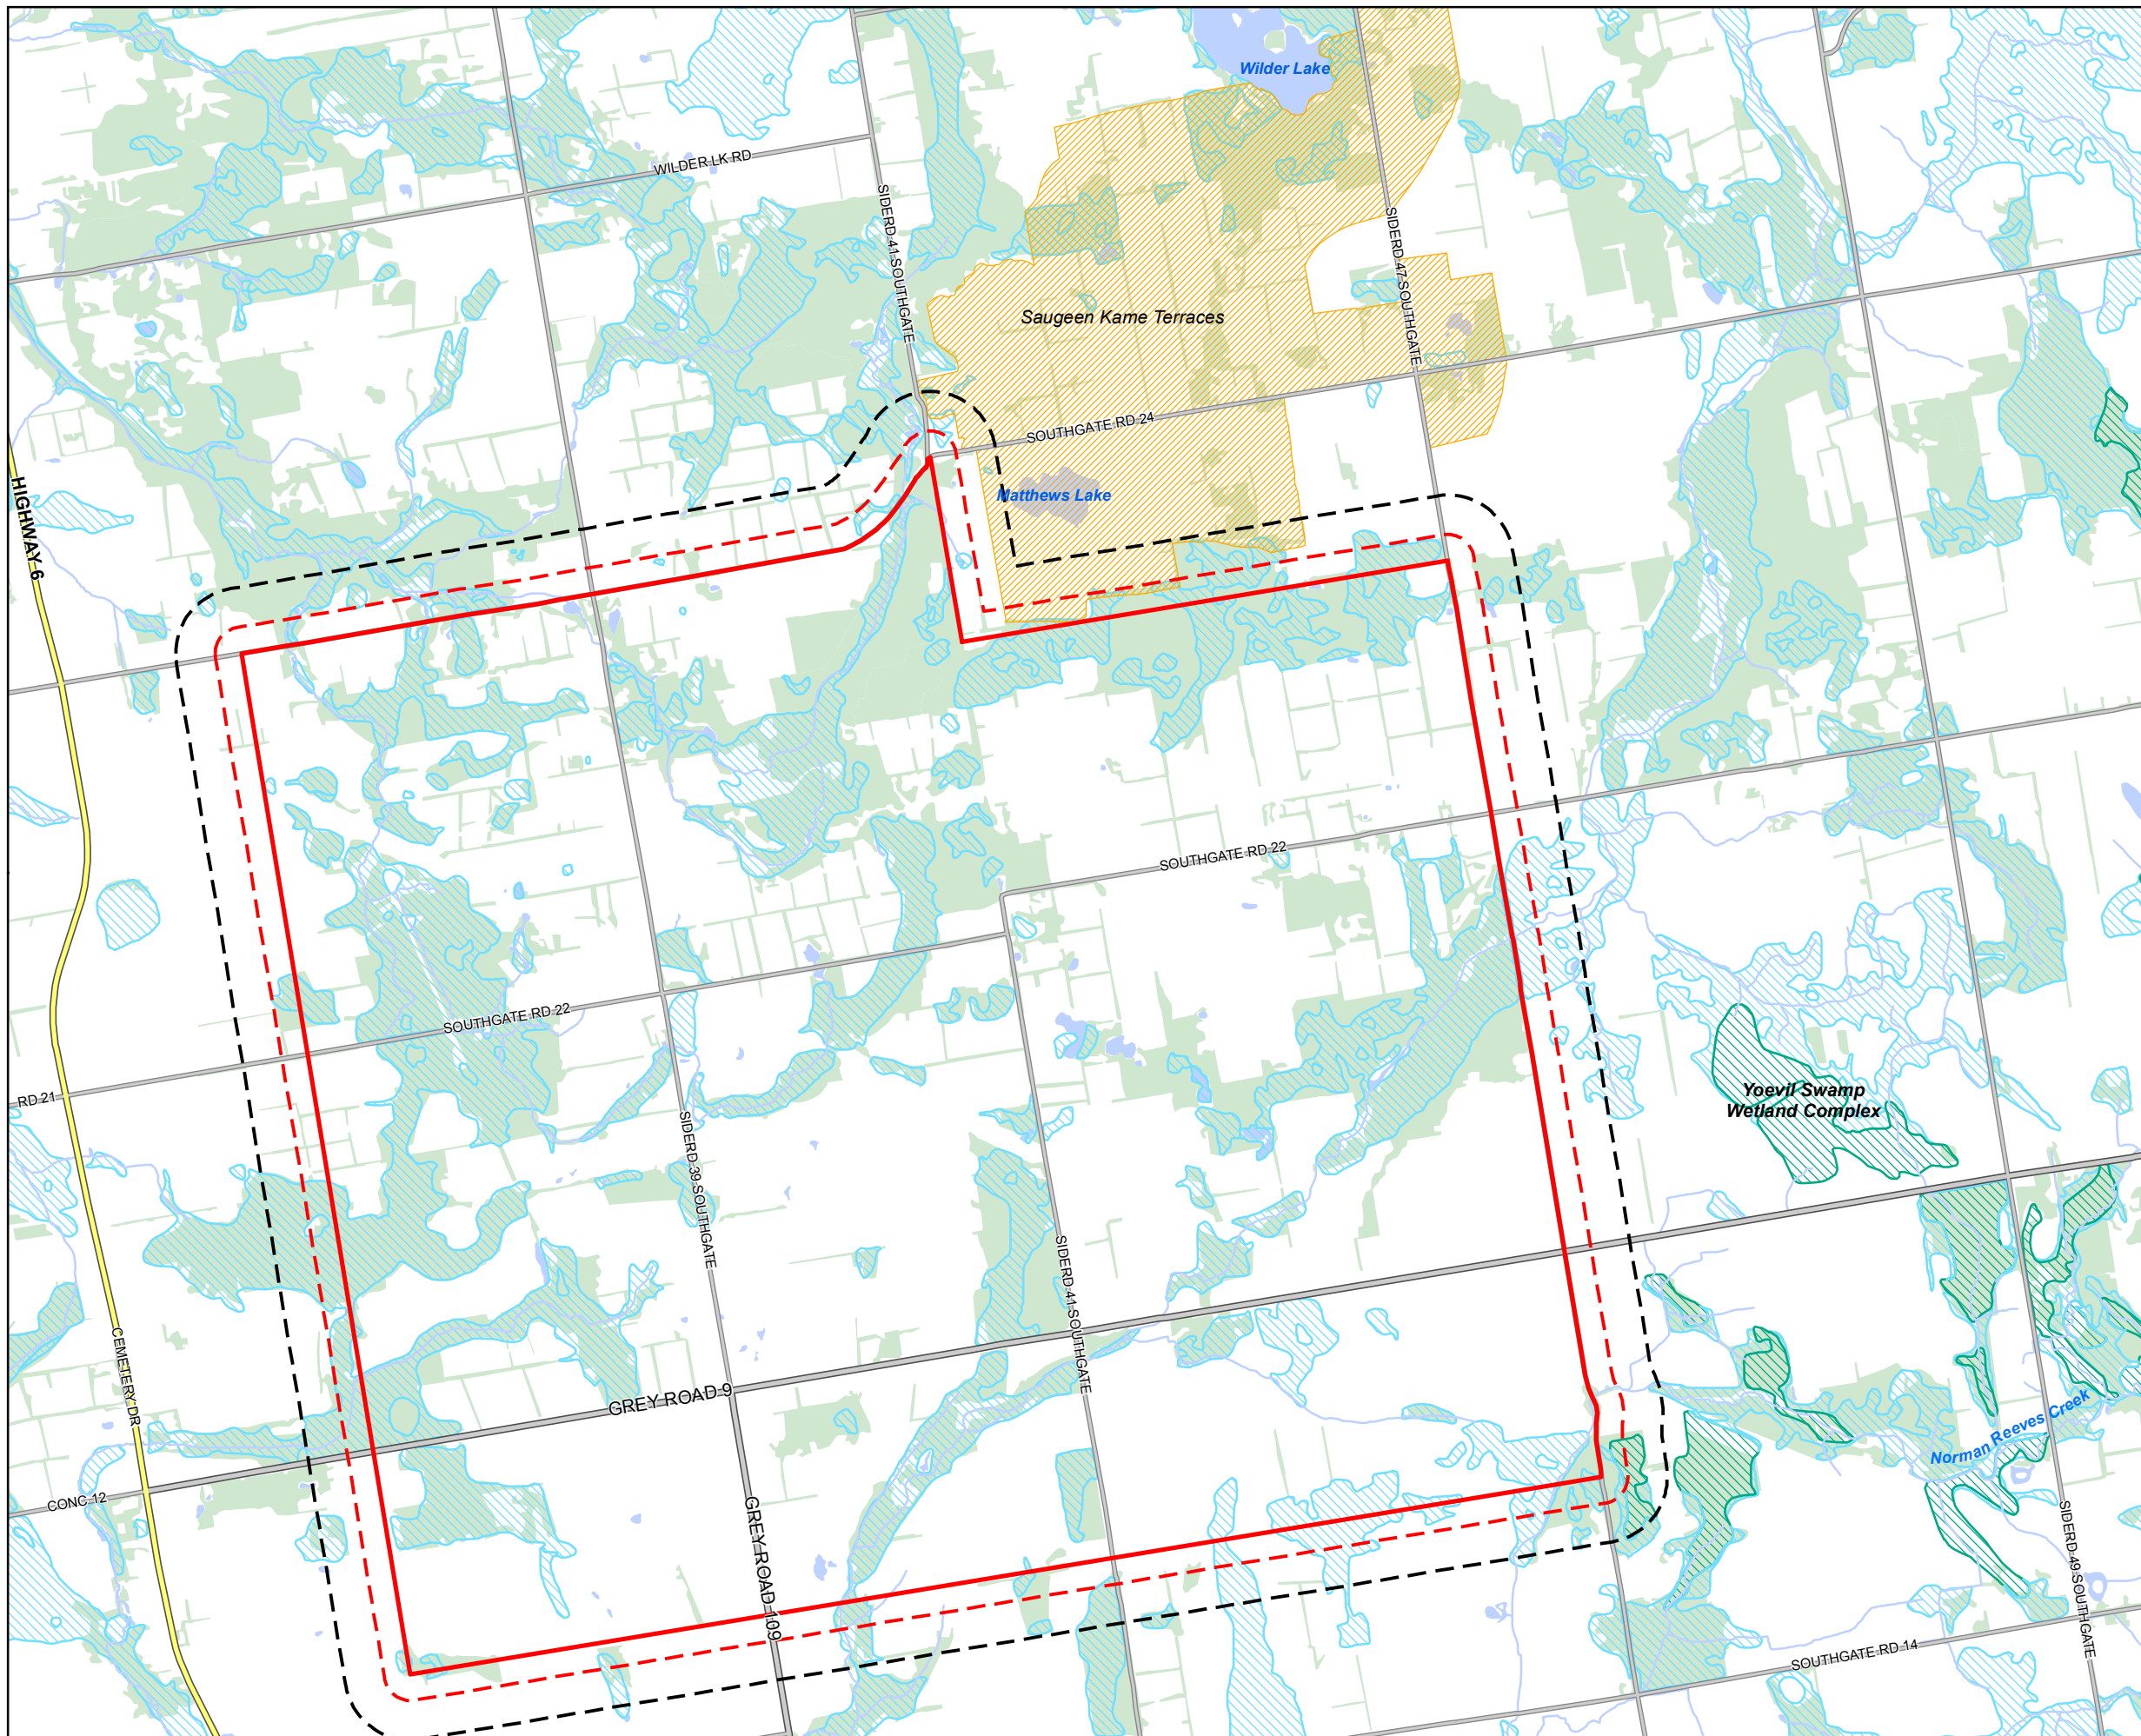 Wilder Lake
WILDER LK RD
SIDERD 41 SOUTHGATE
SIDERD 47 SOUTHGATE
Saugeen Kame Terraces
SOUTHGATE RD 24
HIGHWAY 6
Matthews Lake
SOUTHGATE RD 22
SOUTHGATE RD 22
RD 21
Yoevil Swamp
Wetland Complex
SIDERD 39 SOUTHGATE
SIDERD 41 SOUTHGATE
CEMETERY DR
GREY ROAD 9
Norman Reeves Creek
CONC 12
GREY ROAD 109
SIDERD 49 SOUTHGATE
SOUTHGATE RD 14